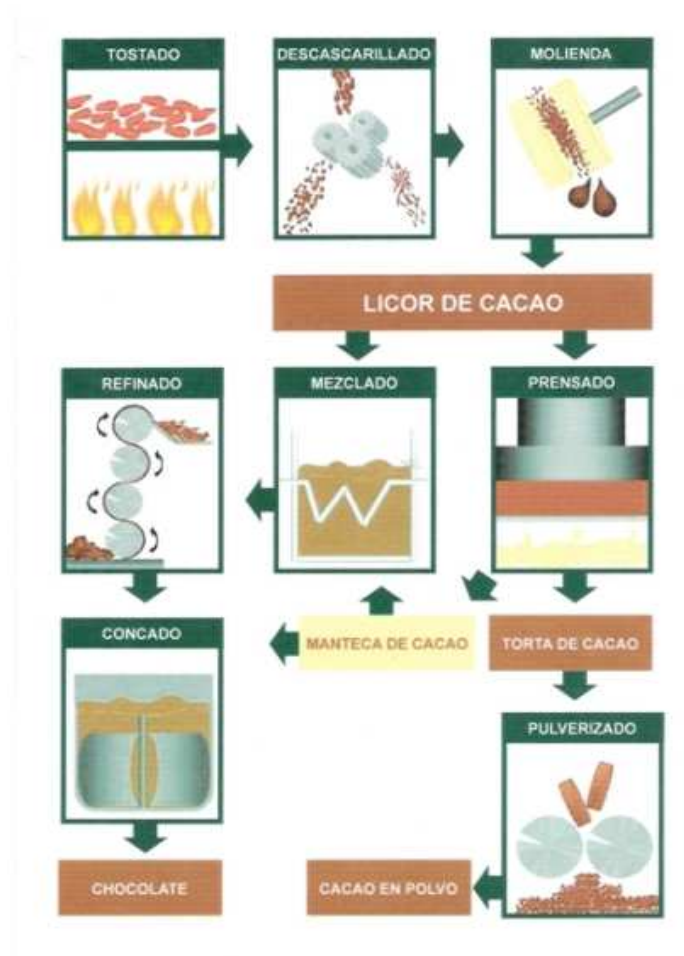 TOSTADO
DESCASCARILLADO
MOLIENDA
LICOR DE CACAO
REFINADO
MEZCLADO
PRENSADO
CONCADO
MANTECA DE CACAO
TORTA DE CACAO
PULVERIZADO
CHOCOLATE
CACAO EN POLVO